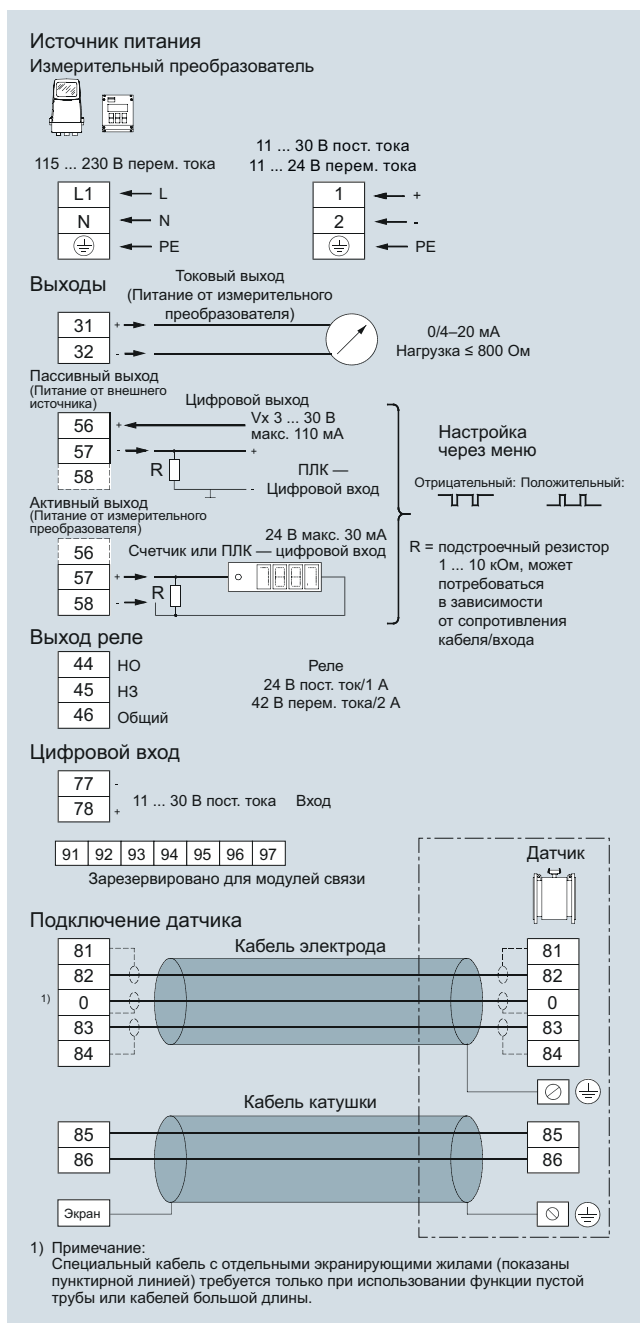 Источник питания
Измерительный преобразователь
115 ... 230 В перем. тока
11 ... 30 В пост. тока
11 ... 24 В перем. тока
L1 L
N N
PE
1 +
2 -
PE
Выходы
Токовый выход
(Питание от измерительного
преобразователя)
31 +
32 -
0/4–20 мА
Нагрузка ≤ 800 Ом
Пассивный выход
(Питание от внешнего
источника)
Цифровой выход
56 +
57 -
58
Vx 3 ... 30 В
макс. 110 мА
+
R
ПЛК —
Цифровой вход
-
Настройка
через меню
Отрицательный: Положительный:
Активный выход
(Питание от измерительного
преобразователя)
24 В макс. 30 мА
Счетчик или ПЛК — цифровой вход
56
57 +
58 -
R
R = подстроечный резистор
1 ... 10 кОм, может
потребоваться
в зависимости
от сопротивления
кабеля/входа
Выход реле
44 НО
45 НЗ
46 Общий
Реле
24 В пост. ток/1 А
42 В перем. тока/2 А
Цифровой вход
77 -
78 +
11 ... 30 В пост. тока Вход
91 92 93 94 95 96 97
Зарезервировано для модулей связи
Датчик
Подключение датчика
Кабель электрода
81 81
82 82
1) 0 0
83 83
84 84
Кабель катушки
85 85
86 86
Экран
1) Примечание:
Специальный кабель с отдельными экранирующими жилами (показаны
пунктирной линией) требуется только при использовании функции пустой
трубы или кабелей большой длины.